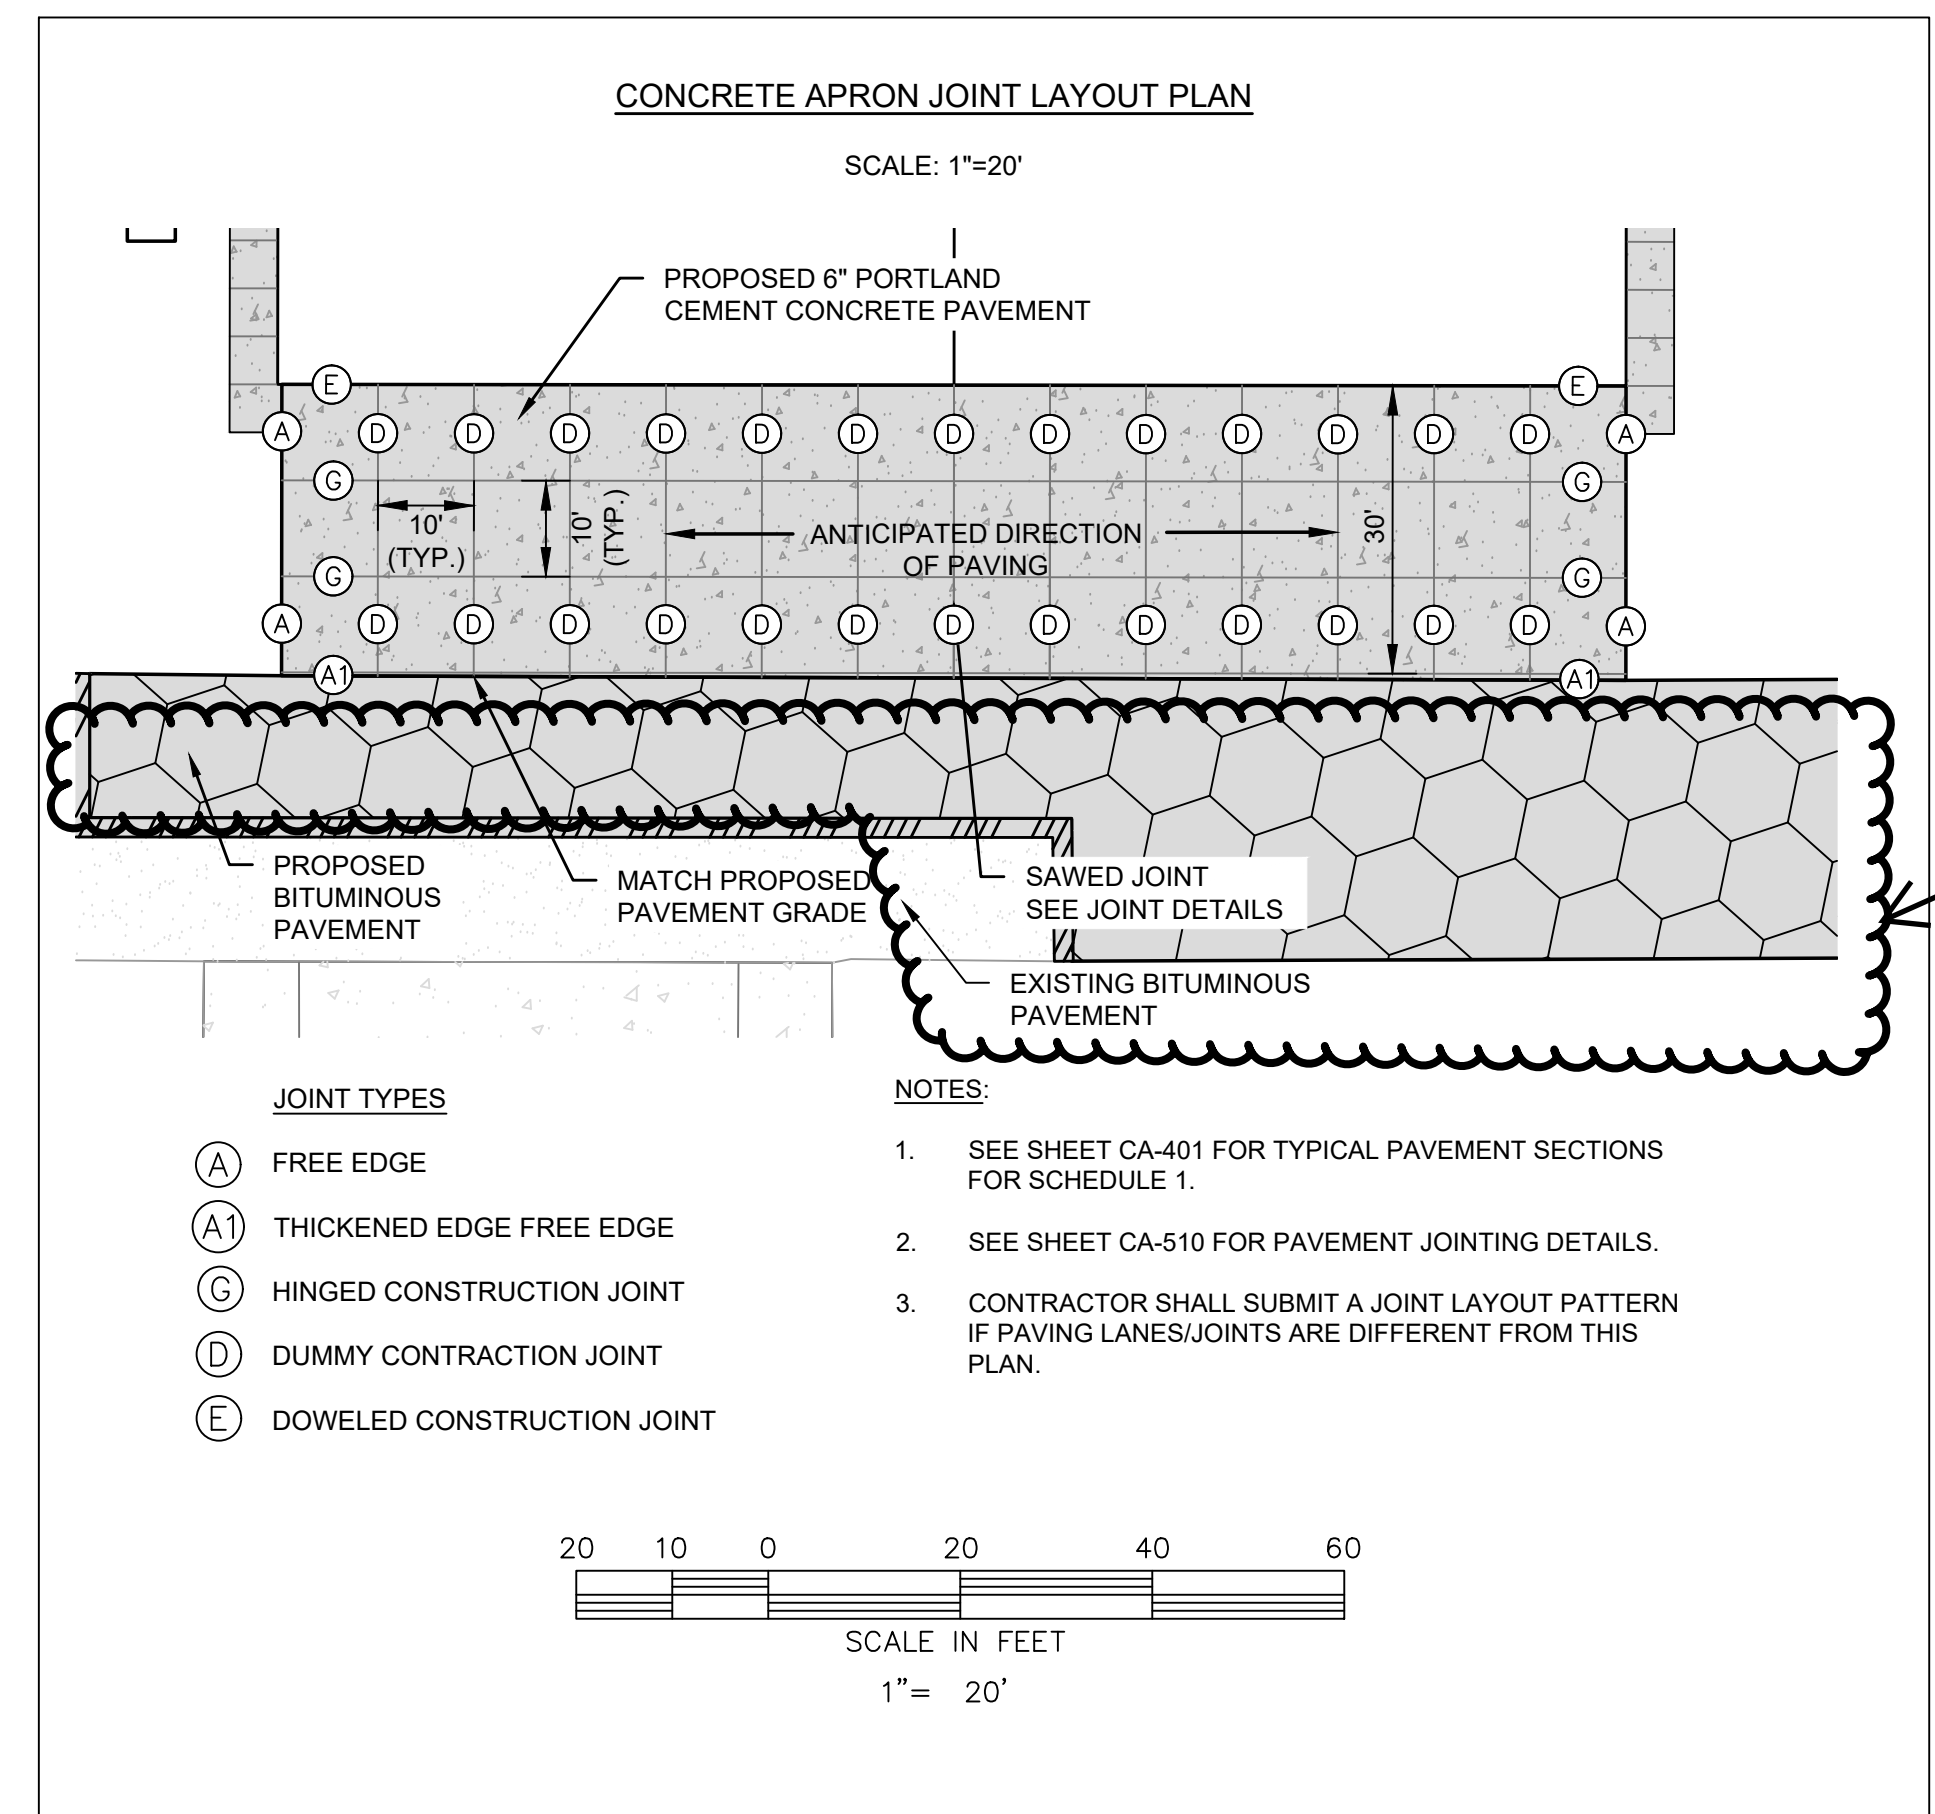 CONCRETE APRON JOINT LAYOUT PLAN
SCALE: 1"=20'
PROPOSED 6" PORTLAND
CEMENT CONCRETE PAVEMENT
E E
A D D D D D D D D D D D D D A
G G
10'
(TYP.)
10'
(TYP.)
ANTICIPATED DIRECTION
OF PAVING
30'
G G
A D D D D D D D D D D D D D A
A1 A1
PROPOSED
BITUMINOUS
PAVEMENT
MATCH PROPOSED
PAVEMENT GRADE
SAWED JOINT
SEE JOINT DETAILS
EXISTING BITUMINOUS
PAVEMENT
JOINT TYPES
A FREE EDGE
A1 THICKENED EDGE FREE EDGE
G HINGED CONSTRUCTION JOINT
D DUMMY CONTRACTION JOINT
E DOWELED CONSTRUCTION JOINT
NOTES:
1. SEE SHEET CA-401 FOR TYPICAL PAVEMENT SECTIONS
FOR SCHEDULE 1.
2. SEE SHEET CA-510 FOR PAVEMENT JOINTING DETAILS.
3. CONTRACTOR SHALL SUBMIT A JOINT LAYOUT PATTERN
IF PAVING LANES/JOINTS ARE DIFFERENT FROM THIS
PLAN.
20 10 0 20 40 60
SCALE IN FEET
1”= 20’